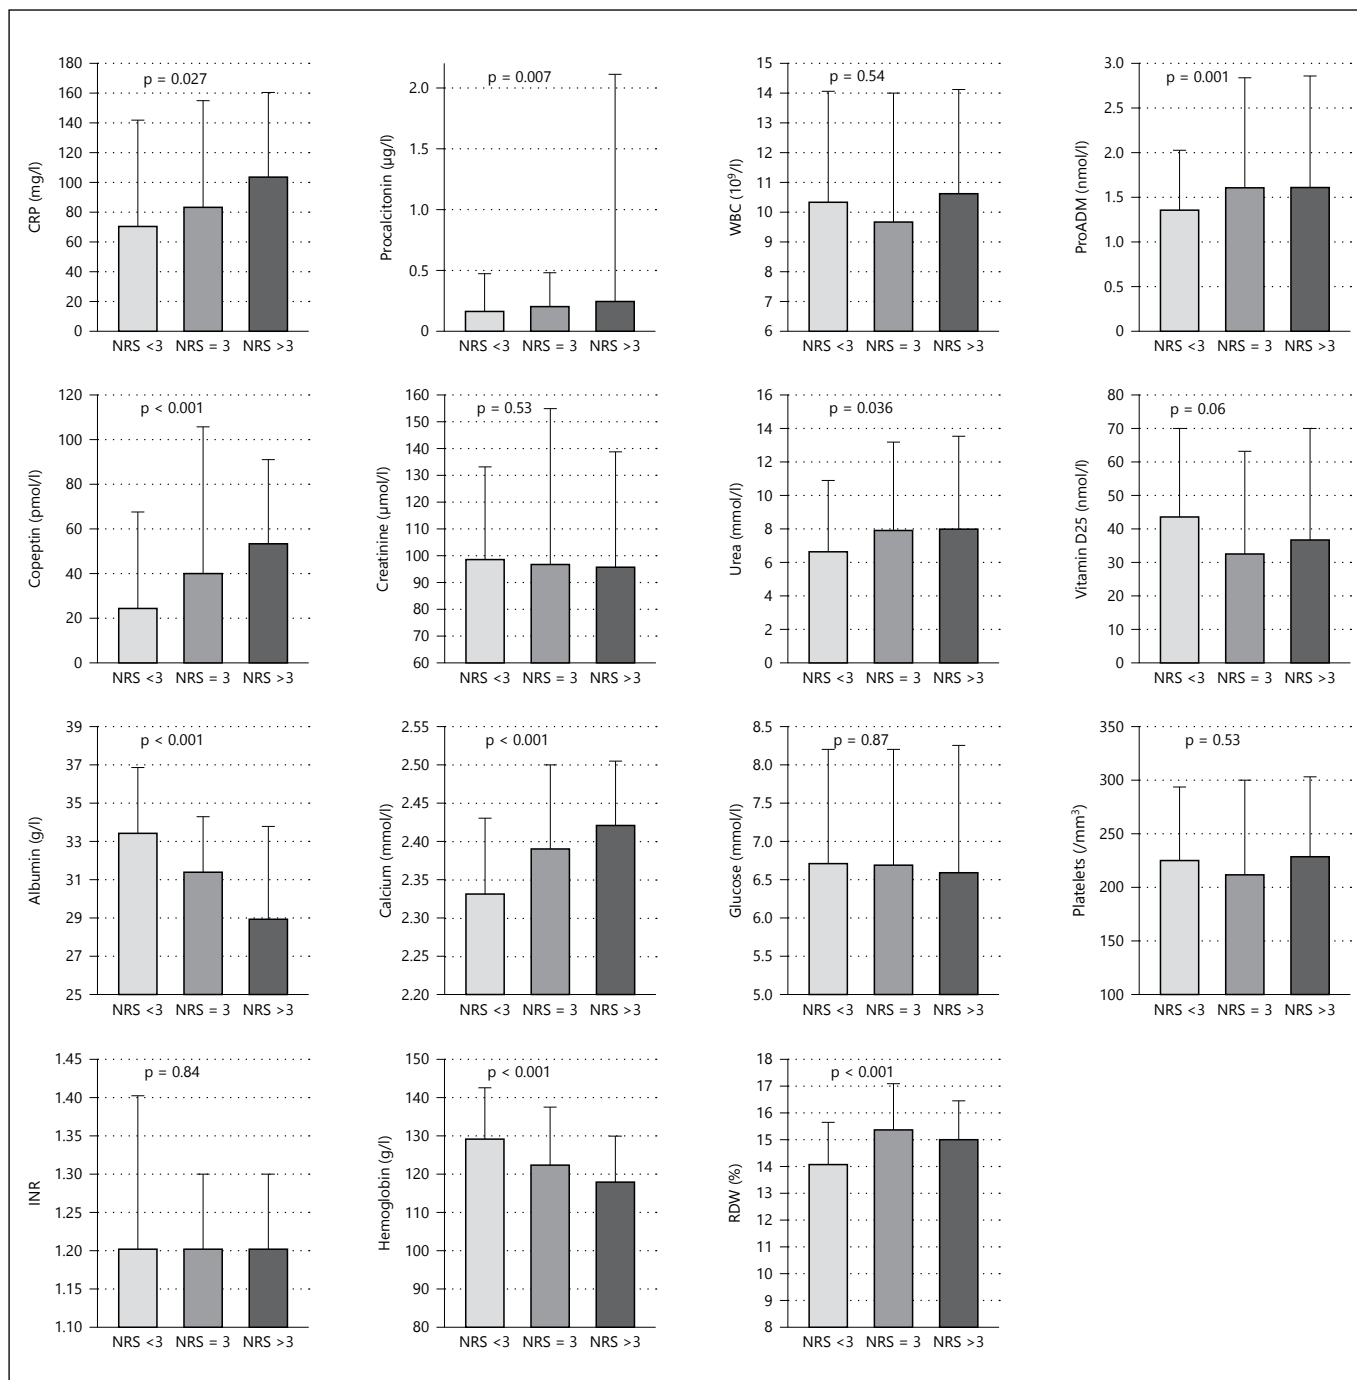 CRP (mg/l)
p = 0.027
180
160
140
120
100
80
60
40
20
0
NRS <3 NRS = 3 NRS >3
Procalcitonin (µg/l)
p = 0.007
2.0
1.5
1.0
0.5
0
NRS <3 NRS = 3 NRS >3
WBC (10⁹/l)
p = 0.54
15
14
13
12
11
10
9
8
7
6
NRS <3 NRS = 3 NRS >3
ProADM (nmol/l)
p = 0.001
3.0
2.5
2.0
1.5
1.0
0.5
0
NRS <3 NRS = 3 NRS >3
Copeptin (pmol/l)
p < 0.001
120
100
80
60
40
20
0
NRS <3 NRS = 3 NRS >3
Creatinine (µmol/l)
p = 0.53
160
150
140
130
120
110
100
90
80
70
60
NRS <3 NRS = 3 NRS >3
Urea (mmol/l)
p = 0.036
16
14
12
10
8
6
4
2
0
NRS <3 NRS = 3 NRS >3
Vitamin D25 (nmol/l)
p = 0.06
80
70
60
50
40
30
20
10
0
NRS <3 NRS = 3 NRS >3
Albumin (g/l)
p < 0.001
39
37
35
33
31
29
27
25
NRS <3 NRS = 3 NRS >3
Calcium (mmol/l)
p < 0.001
2.55
2.50
2.45
2.40
2.35
2.30
2.25
2.20
NRS <3 NRS = 3 NRS >3
Glucose (mmol/l)
p = 0.87
8.5
8.0
7.5
7.0
6.5
6.0
5.5
5.0
NRS <3 NRS = 3 NRS >3
Platelets (/mm³)
p = 0.53
350
300
250
200
150
100
NRS <3 NRS = 3 NRS >3
INR
p = 0.84
1.45
1.40
1.35
1.30
1.25
1.20
1.15
1.10
NRS <3 NRS = 3 NRS >3
Hemoglobin (g/l)
p < 0.001
150
140
130
120
110
100
90
80
NRS <3 NRS = 3 NRS >3
RDW (%)
p < 0.001
18
17
16
15
14
13
12
11
10
9
8
NRS <3 NRS = 3 NRS >3